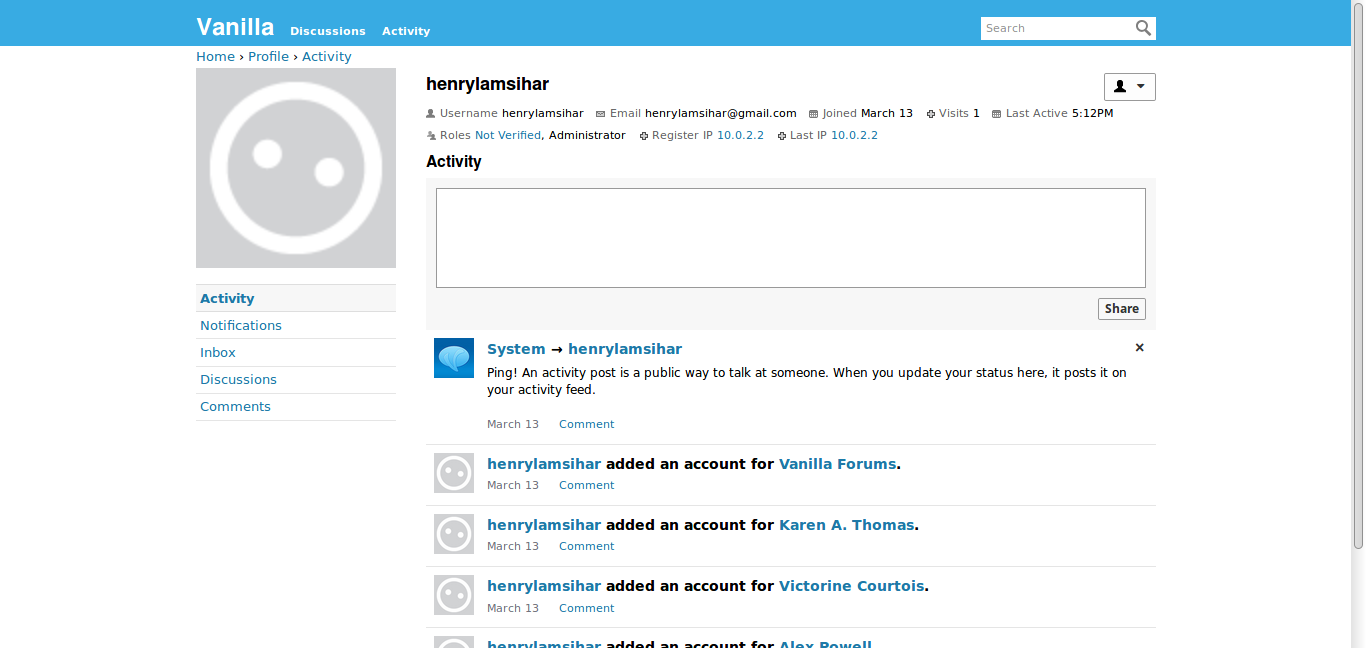 Vanilla Discussions Activity Search
Home › Profile › Activity
henrylamsihar
Username henrylamsihar Email henrylamsihar@gmail.com Joined March 13 Visits 1 Last Active 5:12PM
Roles Not Verified, Administrator Register IP 10.0.2.2 Last IP 10.0.2.2
Activity
Share
Activity
Notifications
Inbox
Discussions
Comments
System → henrylamsihar ×
Ping! An activity post is a public way to talk at someone. When you update your status here, it posts it on
your activity feed.
March 13 Comment
henrylamsihar added an account for Vanilla Forums.
March 13 Comment
henrylamsihar added an account for Karen A. Thomas.
March 13 Comment
henrylamsihar added an account for Victorine Courtois.
March 13 Comment
henrylamsihar added an account for Alex Powell